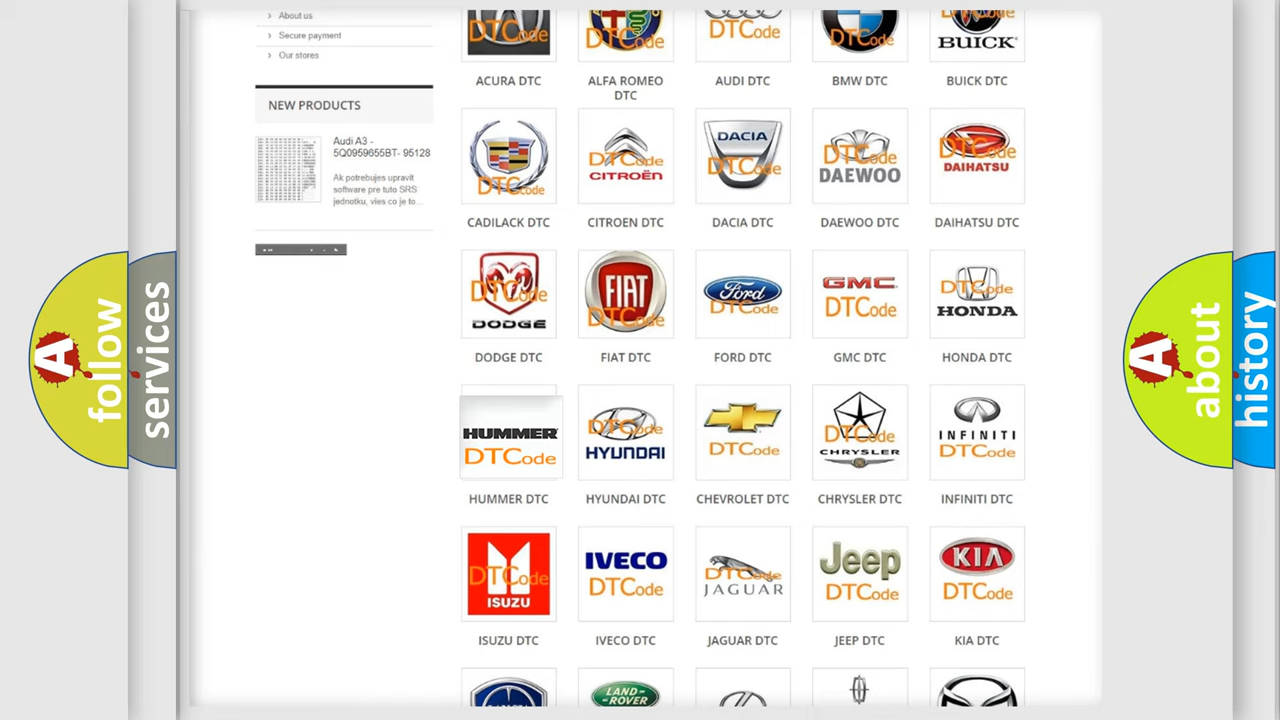 About us
Secure payment
Our stores
NEW PRODUCTS
Audi A3 -
5Q0959655BT- 95128
Ak potrebujes upravit
software pre tuto SRS
jednotku, vies co je to...
DTCode
DTCode
DTCode
DTCode
DTCode
BUICK
ACURA DTC
ALFA ROMEO
DTC
AUDI DTC
BMW DTC
BUICK DTC
DTCode
DTCode
CITROËN
DACIA
DTCode
DTCode
DAEWOO
DTCode
DAIHATSU
CADILACK DTC
CITROEN DTC
DACIA DTC
DAEWOO DTC
DAIHATSU DTC
DTCode
DODGE
FIAT
DTCode
Ford
DTCode
GMC
DTCode
DTCode
HONDA
DODGE DTC
FIAT DTC
FORD DTC
GMC DTC
HONDA DTC
HUMMER
DTCode
DTCode
HYUNDAI
DTCode
DTCode
CHRYSLER
INFINITI
DTCode
HUMMER DTC
HYUNDAI DTC
CHEVROLET DTC
CHRYSLER DTC
INFINITI DTC
DTCode
ISUZU
IVECO
DTCode
DTCode
JAGUAR
Jeep
DTCode
KIA
DTCode
ISUZU DTC
IVECO DTC
JAGUAR DTC
JEEP DTC
KIA DTC
LAND-
ROVER
A
follow
services
A
about
history